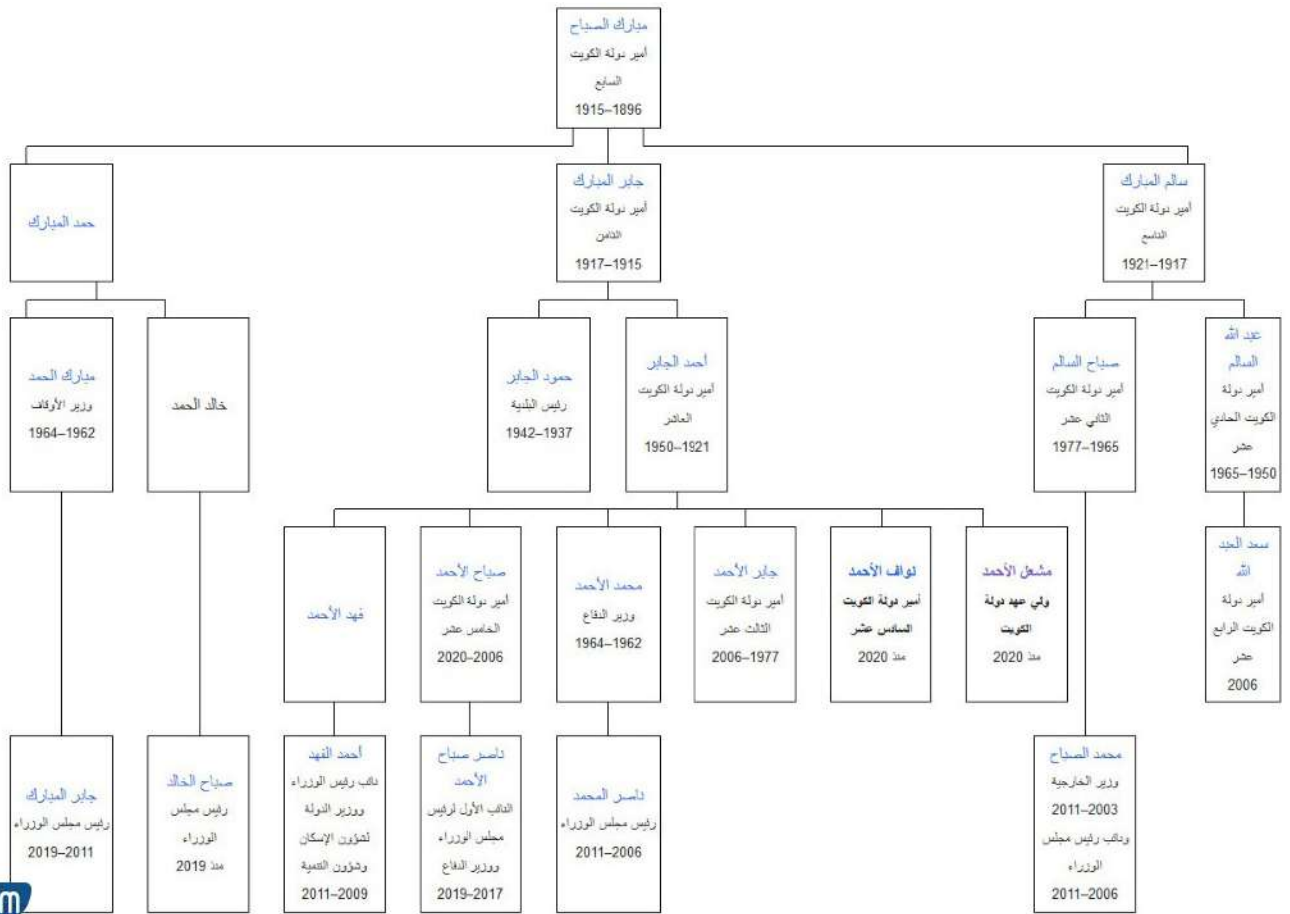 مبارك الصباح
أمير دولة الكويت
السابع
1915–1896
سالم المبارك
أمير دولة الكويت
التاسع
1921–1917
جابر المبارك
أمير دولة الكويت
الثامن
1917–1915
حمد المبارك
عبد الله
السالم
أمير دولة
الكويت الحادي
عشر
1965–1950
صباح السالم
أمير دولة الكويت
الثاني عشر
1977–1965
أحمد الجابر
أمير دولة الكويت
العاشر
1950–1921
حمود الجابر
رئيس البلدية
1942–1937
خالد الحمد
مبارك الحمد
وزير الأوقاف
1964–1962
سعد العبد
الله
أمير دولة
الكويت الرابع
عشر
2006
مشعل الأحمد
ولي عهد دولة
الكويت
منذ 2020
نواف الأحمد
أمير دولة الكويت
السادس عشر
منذ 2020
جابر الأحمد
أمير دولة الكويت
الثالث عشر
2006–1977
محمد الأحمد
وزير الدفاع
1964–1962
صباح الأحمد
أمير دولة الكويت
الخامس عشر
2020–2006
فهد الأحمد
محمد الصباح
وزير الخارجية
2011–2003
ونائب رئيس مجلس
الوزراء
2011–2006
ناصر المحمد
رئيس مجلس الوزراء
2011–2006
ناصر صباح
الأحمد
النائب الأول لرئيس
مجلس الوزراء
ووزير الدفاع
2019–2017
أحمد الفهد
نائب رئيس الوزراء
ووزير الدولة
لشؤون الإسكان
وشؤون التنمية
2011–2009
صباح الخالد
رئيس مجلس
الوزراء
منذ 2019
جابر المبارك
رئيس مجلس الوزراء
2019–2011
m